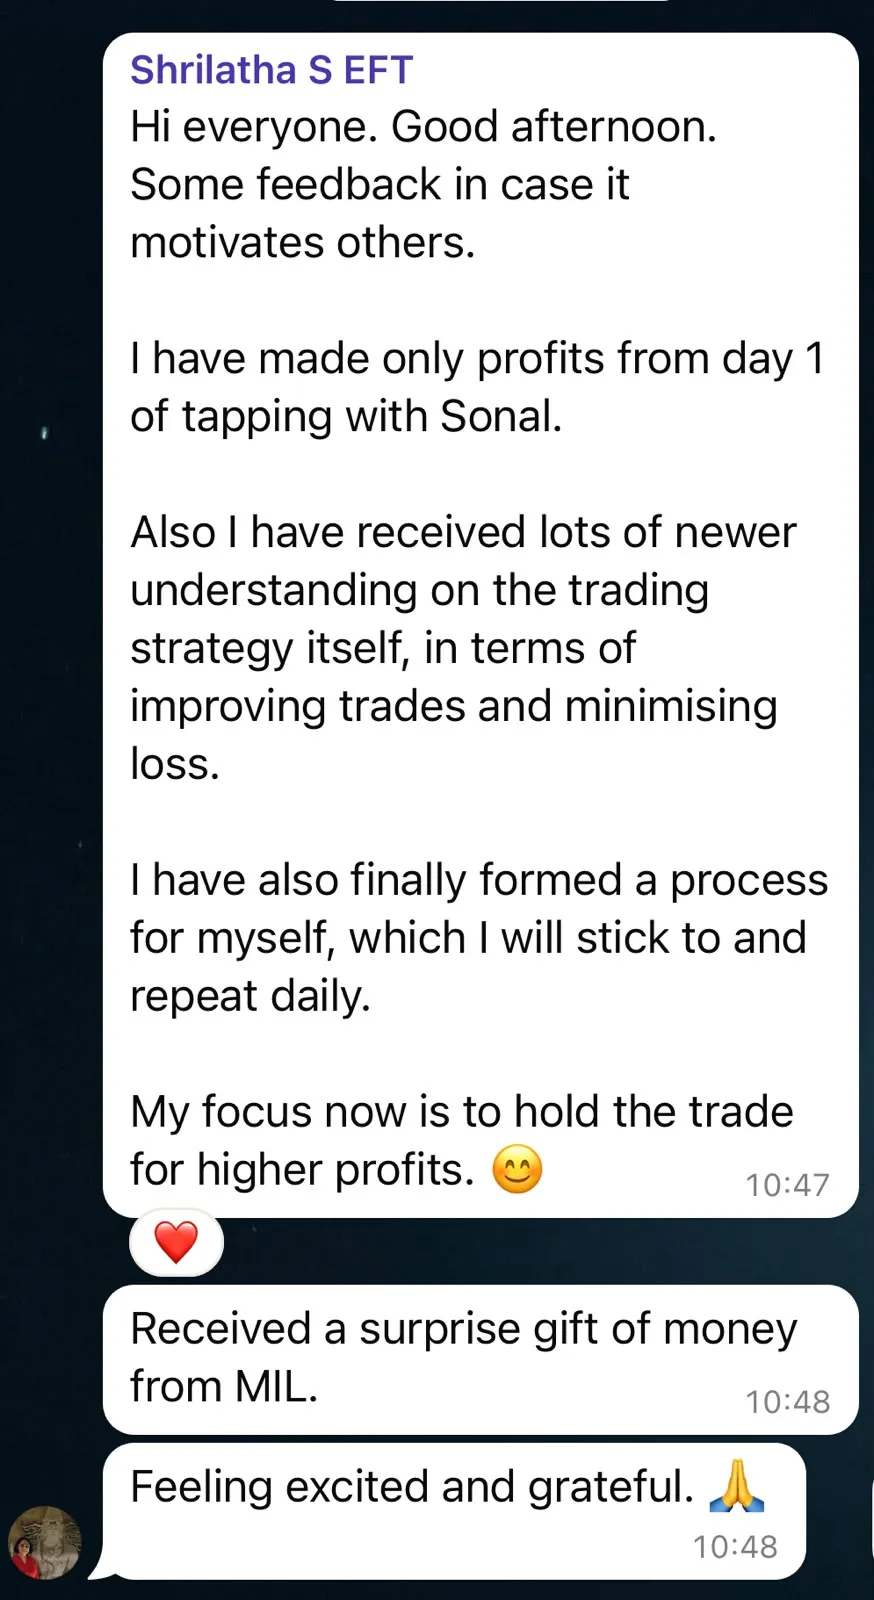 Shrilatha S EFT
Hi everyone. Good afternoon.
Some feedback in case it
motivates others.
I have made only profits from day 1
of tapping with Sonal.
Also I have received lots of newer
understanding on the trading
strategy itself, in terms of
improving trades and minimising
loss.
I have also finally formed a process
for myself, which I will stick to and
repeat daily.
My focus now is to hold the trade
for higher profits. 😊
10:47
❤️
Received a surprise gift of money
from MIL.
10:48
Feeling excited and grateful. 🙏
10:48